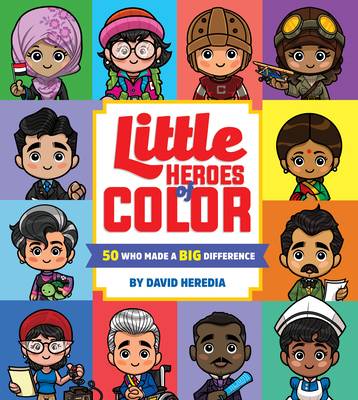 Little
HEROES
of
COLOR
50 WHO MADE A BIG DIFFERENCE
BY DAVID HEREDIA